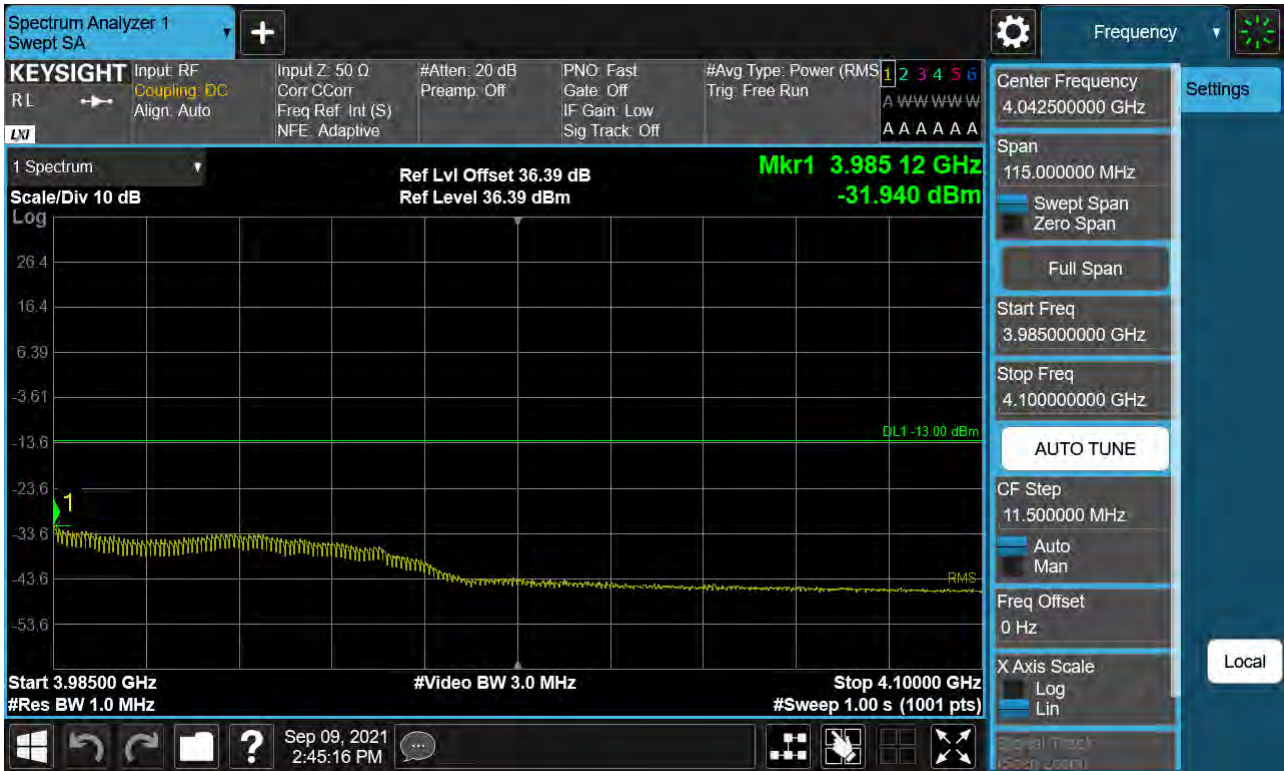 Spectrum Analyzer 1
Swept SA
Frequency
KEYSIGHT
RL
LXI
Input: RF
Coupling: DC
Align: Auto
Input Z: 50 Ω
Corr CCorr
Freq Ref: Int (S)
NFE: Adaptive
#Atten: 20 dB
Preamp: Off
PNO: Fast
Gate: Off
IF Gain: Low
Sig Track: Off
#Avg Type: Power (RMS
Trig: Free Run
1 2 3 4 5 6
A W W W W W
A A A A A A
1 Spectrum
Scale/Div 10 dB
Log
Ref Lvl Offset 36.39 dB
Ref Level 36.39 dBm
Mkr1 3.985 12 GHz
-31.940 dBm
26.4
16.4
6.39
-3.61
-13.6
-23.6
-33.6
-43.6
-53.6
DL1 -13.00 dBm
1
RMS
Start 3.98500 GHz
#Res BW 1.0 MHz
#Video BW 3.0 MHz
Stop 4.10000 GHz
#Sweep 1.00 s (1001 pts)
Sep 09, 2021
2:45:16 PM
Center Frequency
4.042500000 GHz
Span
115.000000 MHz
Swept Span
Zero Span
Full Span
Start Freq
3.985000000 GHz
Stop Freq
4.100000000 GHz
AUTO TUNE
CF Step
11.500000 MHz
Auto
Man
Freq Offset
0 Hz
X Axis Scale
Log
Lin
Signal Track
(Span Zoom)
Settings
Local